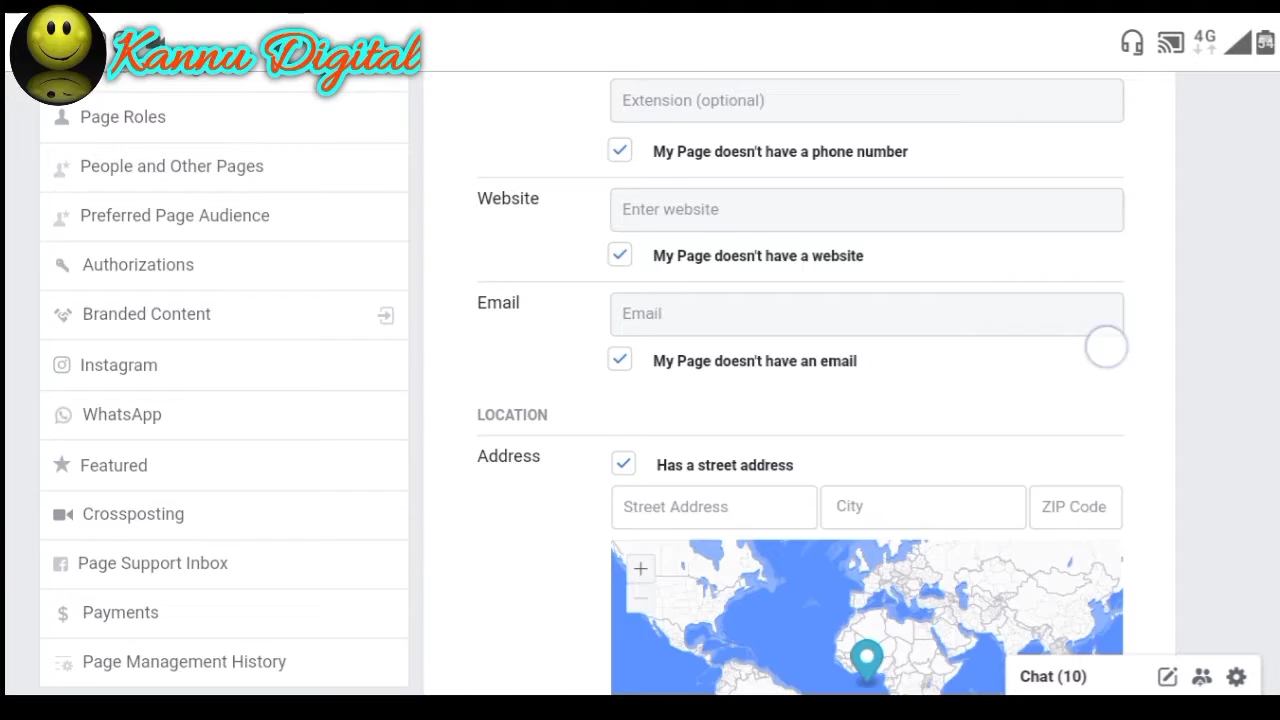 Kannu Digital
4G
54
Page Roles
People and Other Pages
Preferred Page Audience
Authorizations
Branded Content
Instagram
WhatsApp
Featured
Crossposting
Page Support Inbox
Payments
Page Management History
Extension (optional)
My Page doesn't have a phone number
Website
Enter website
My Page doesn't have a website
Email
Email
My Page doesn't have an email
LOCATION
Address
Has a street address
Street Address City ZIP Code
+
Chat (10)